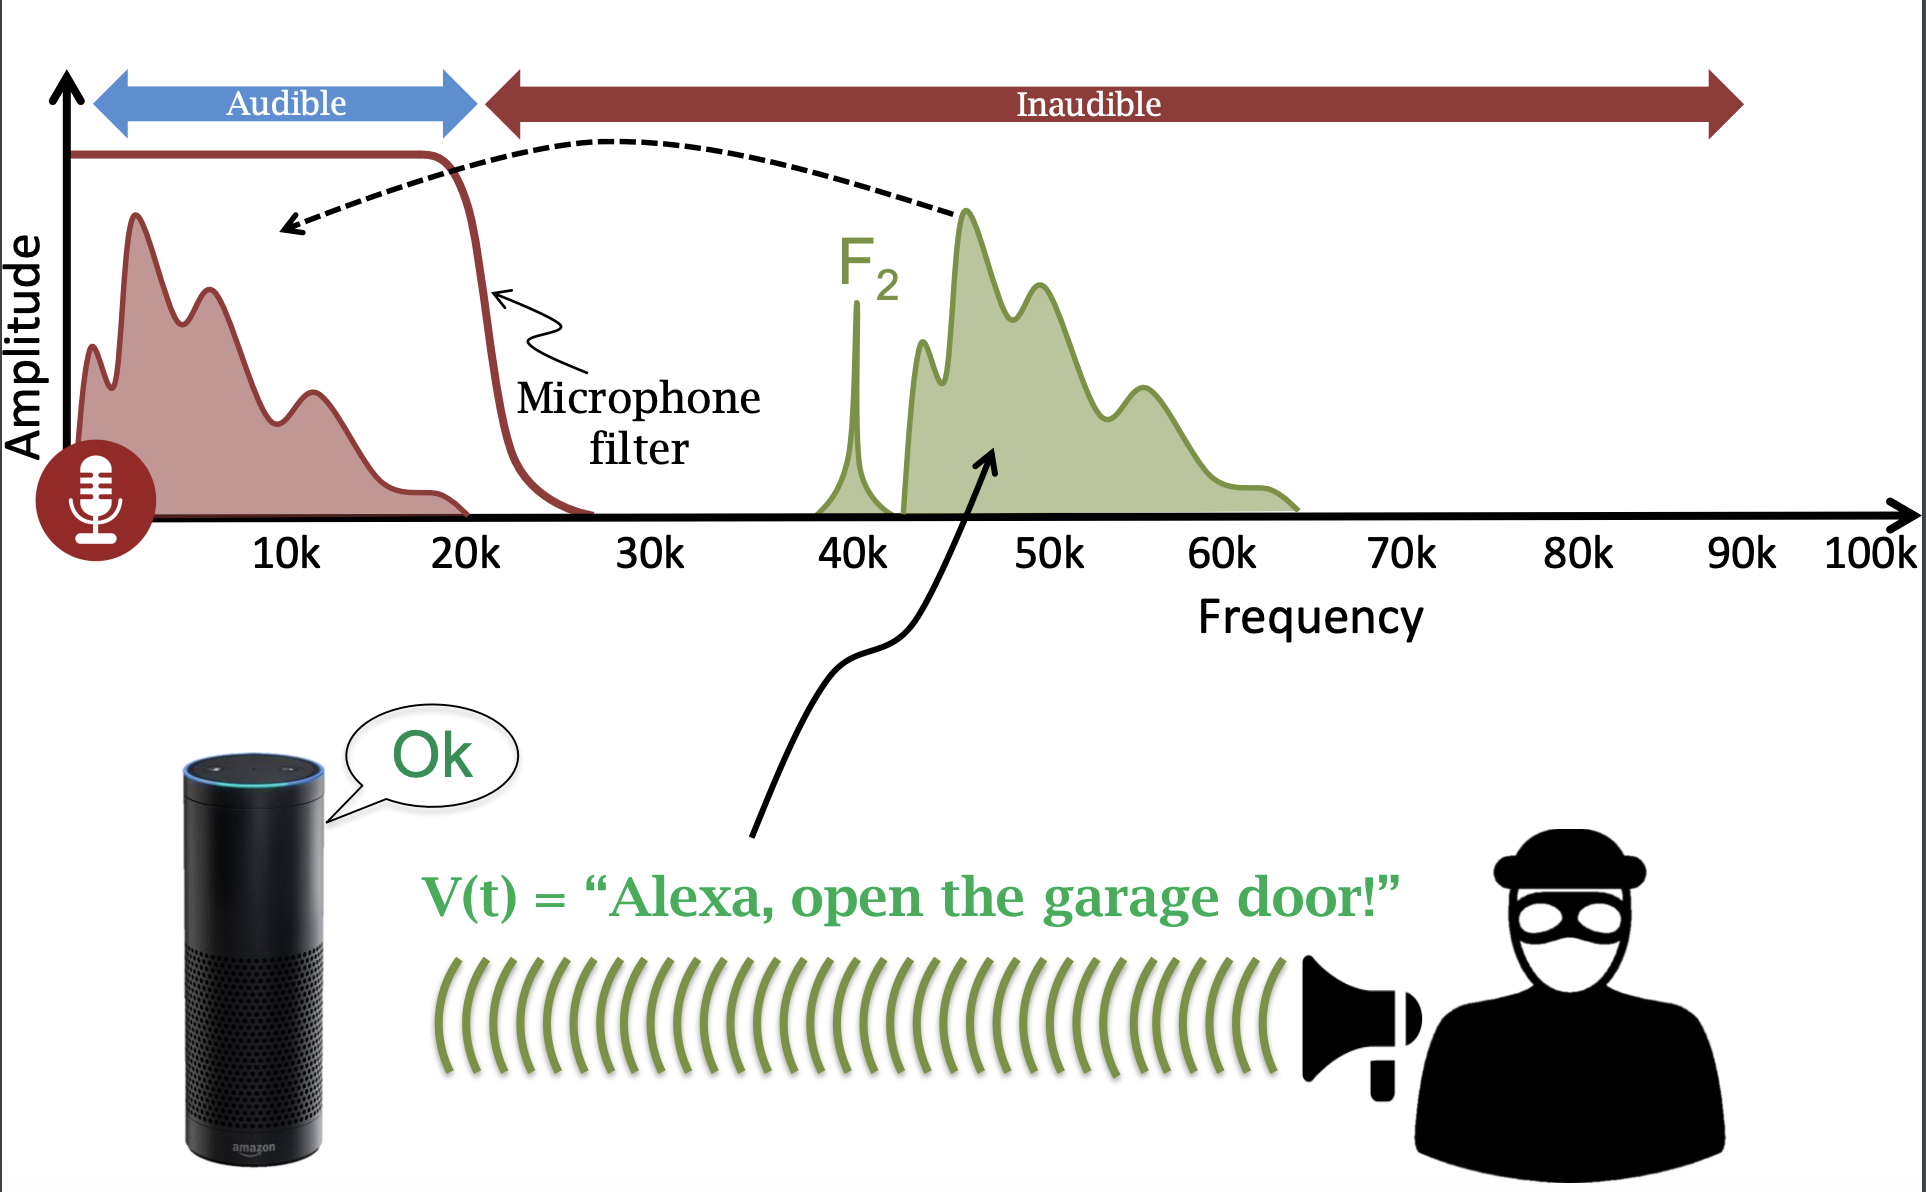 Audible
Inaudible
Amplitude
F2
Microphone
filter
10k 20k 30k 40k 50k 60k 70k 80k 90k 100k
Frequency
Ok
V(t) = “Alexa, open the garage door!”
amazon